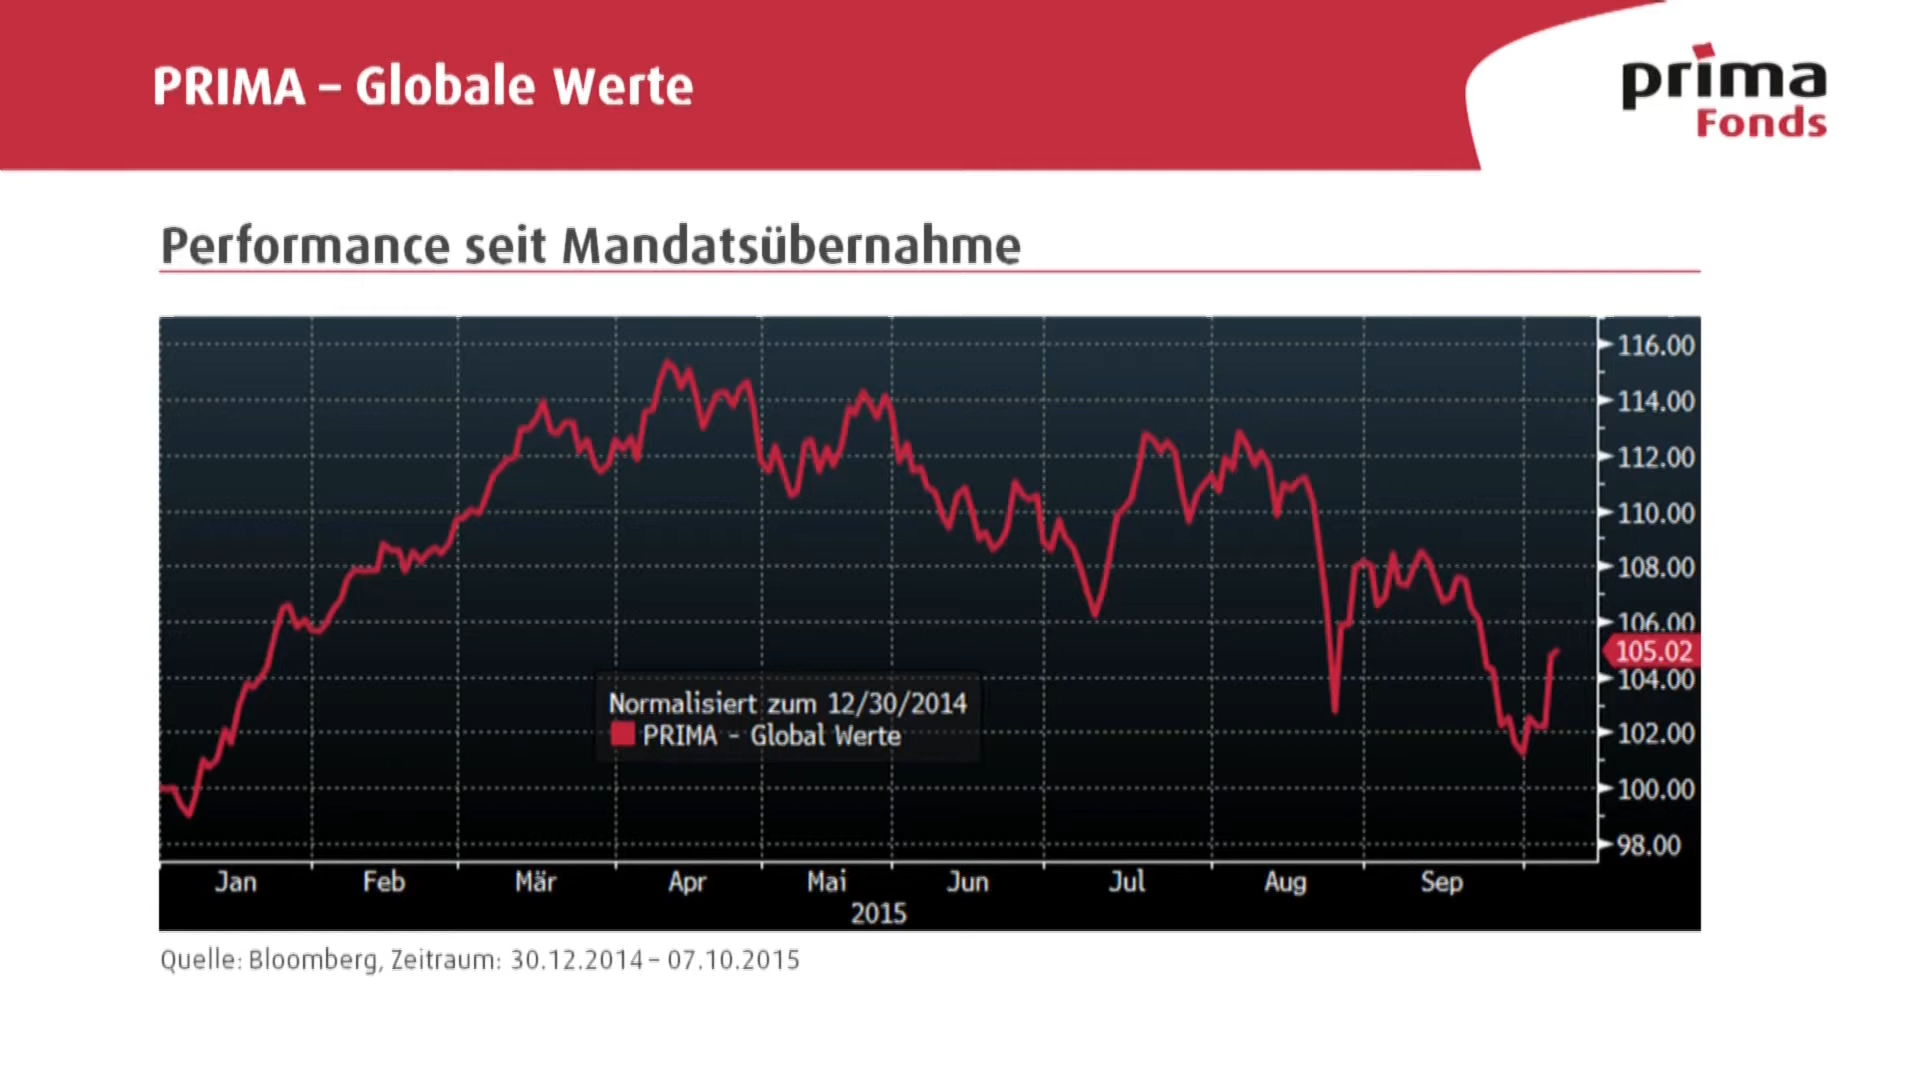 PRIMA – Globale Werte
prima
Fonds
Performance seit Mandatsübernahme
116.00
114.00
112.00
110.00
108.00
106.00
105.02
104.00
102.00
100.00
98.00
Normalisiert zum 12/30/2014
PRIMA - Global Werte
Jan Feb Mär Apr Mai Jun Jul Aug Sep
2015
Quelle: Bloomberg, Zeitraum: 30.12.2014 – 07.10.2015